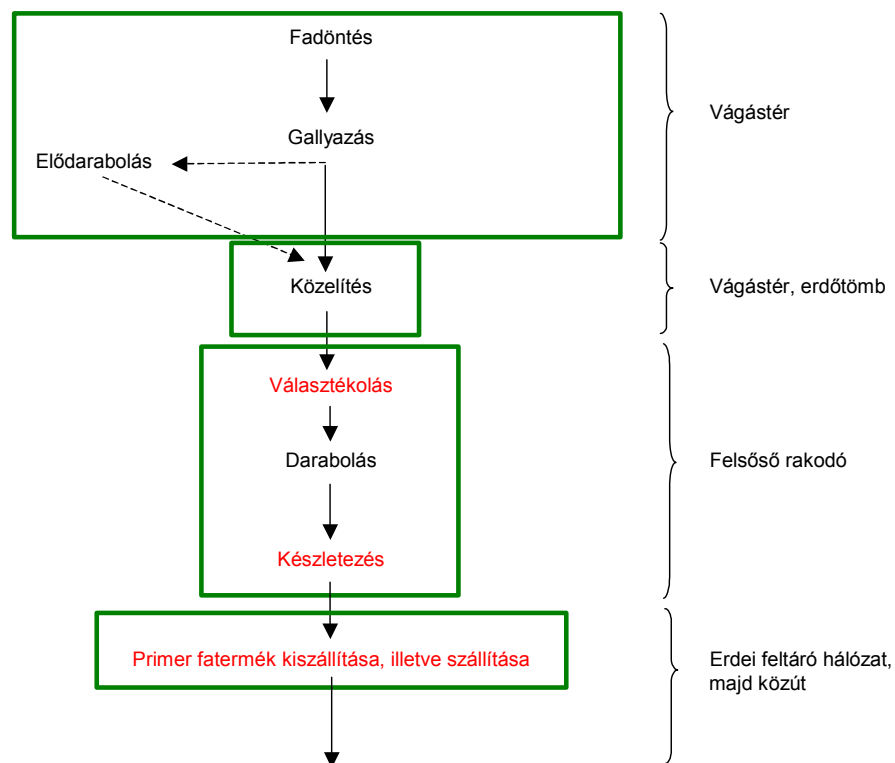 Fadöntés
Vágástér
Gallyazás
Elődarabolás
Közelítés
Vágástér, erdőtömb
Választékolás
Darabolás
Felsőső rakodó
Készletezés
Primer fatermék kiszállítása, illetve szállítása
Erdei feltáró hálózat,
majd közút